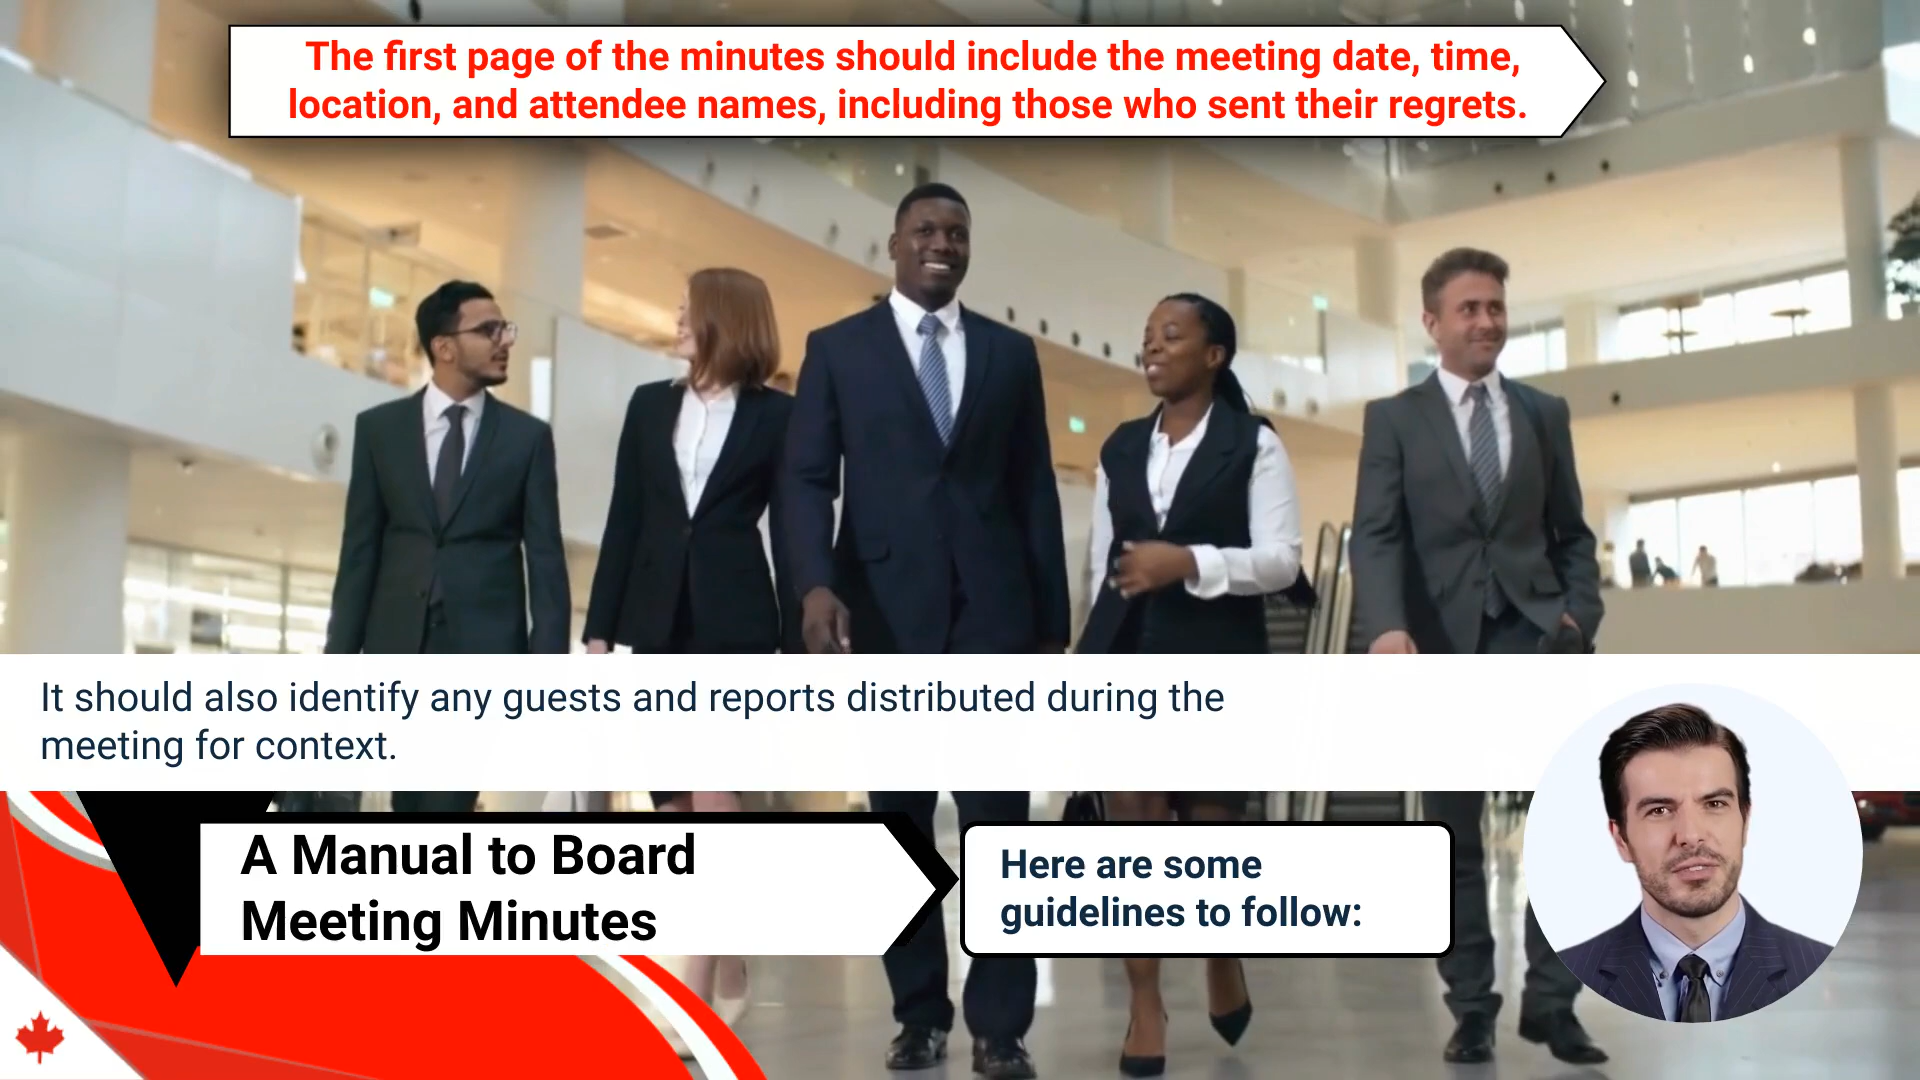 The first page of the minutes should include the meeting date, time,
location, and attendee names, including those who sent their regrets.
It should also identify any guests and reports distributed during the
meeting for context.
A Manual to Board
Meeting Minutes
Here are some
guidelines to follow: